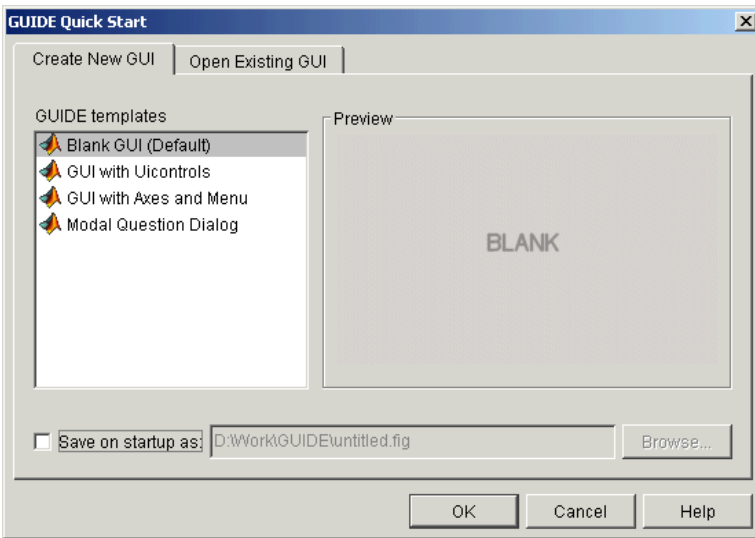 GUIDE Quick Start
Create New GUI
Open Existing GUI
GUIDE templates
Blank GUI (Default)
GUI with Uicontrols
GUI with Axes and Menu
Modal Question Dialog
Preview
BLANK
Save on startup as:
D:\Work\GUIDE\untitled.fig
Browse...
OK
Cancel
Help